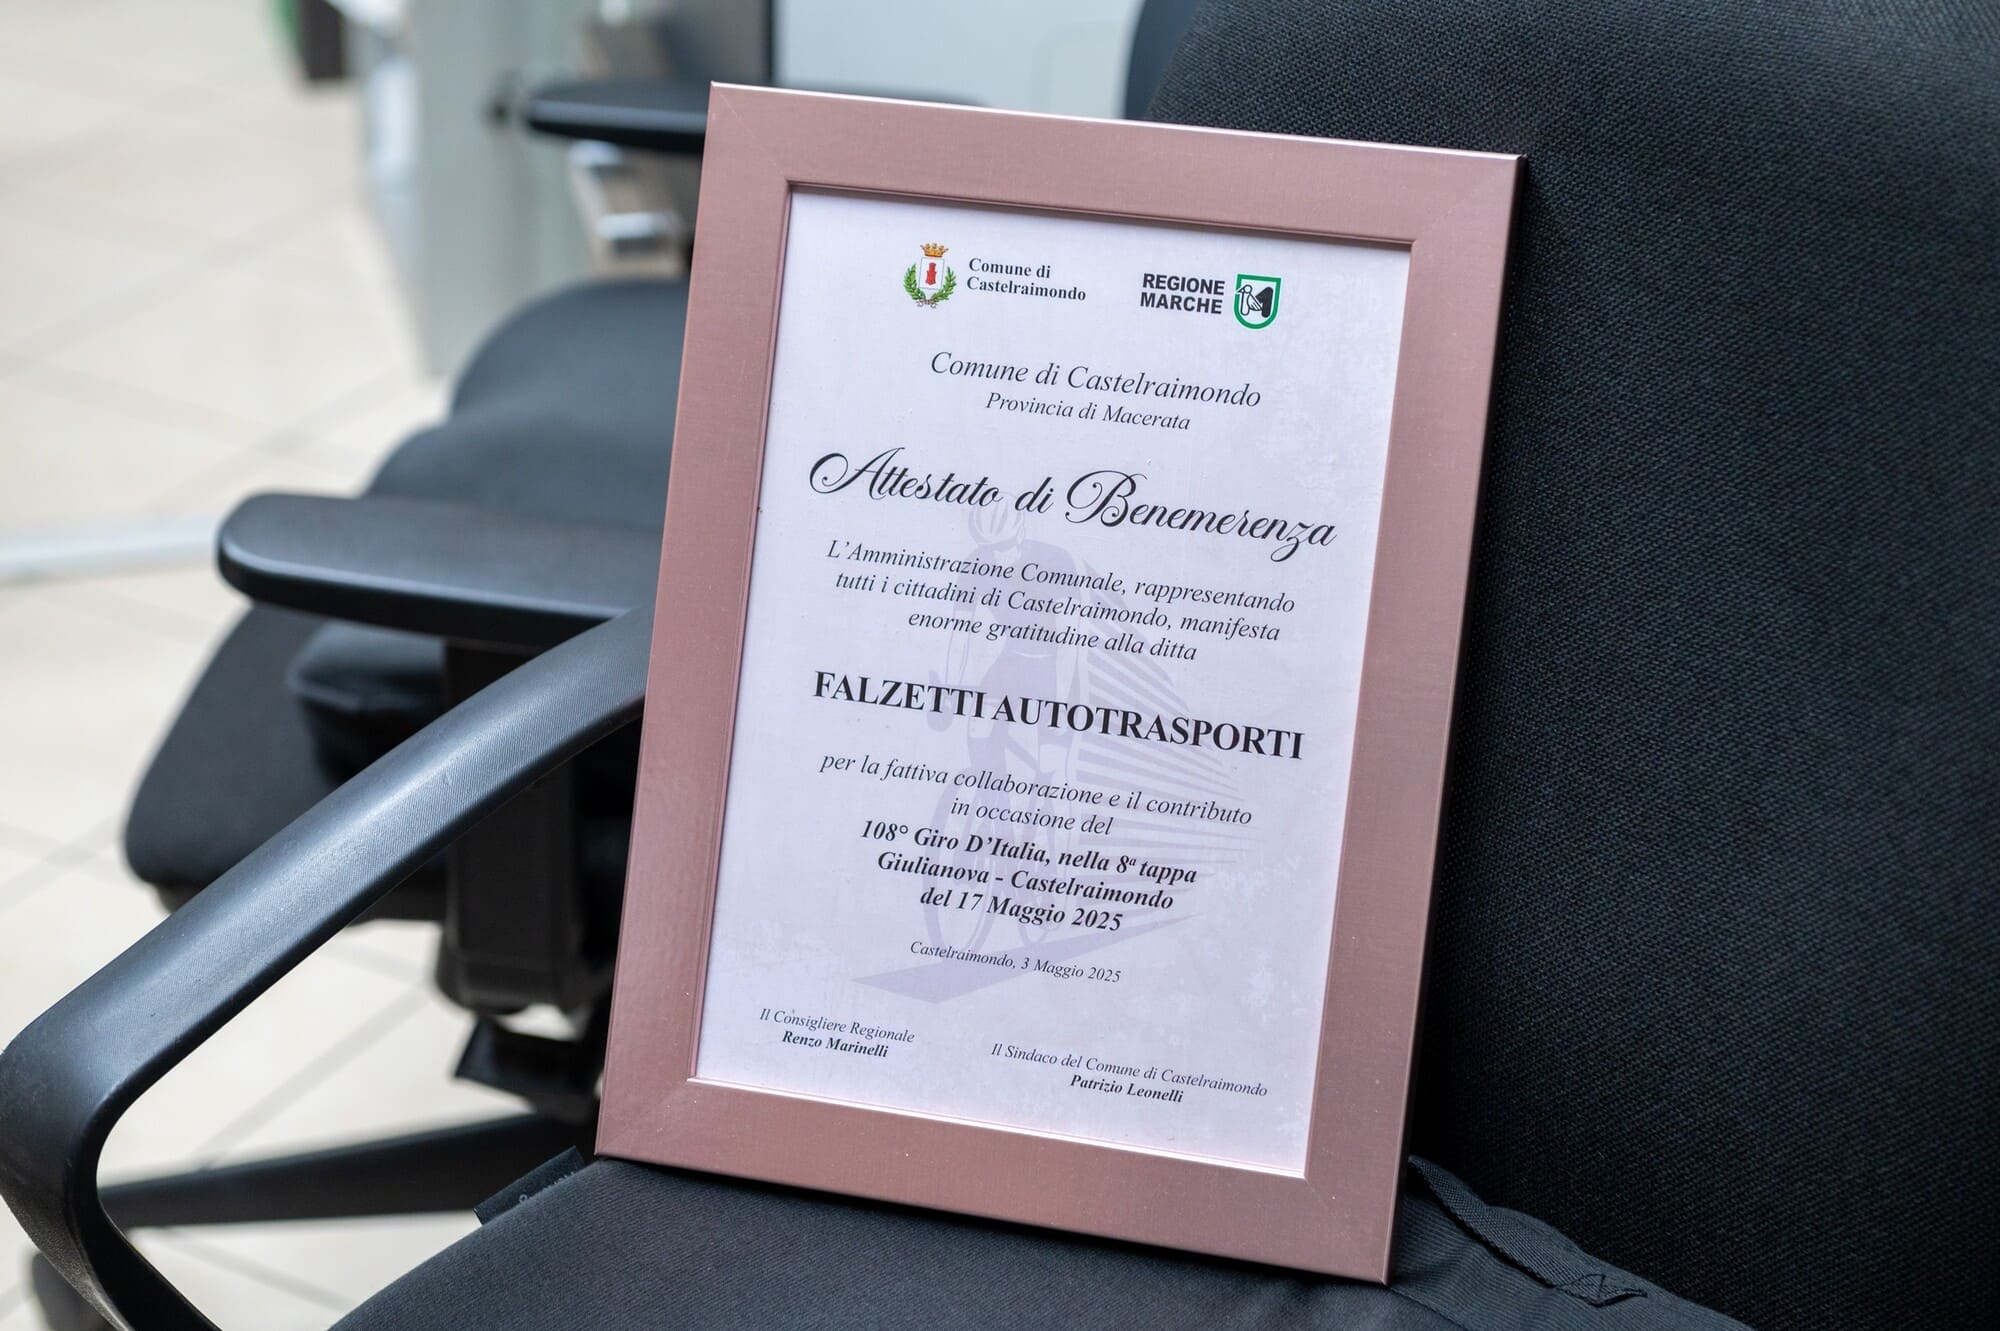 Comune di
Castelraimondo
REGIONE
MARCHE
Comune di Castelraimondo
Provincia di Macerata
Attestato di Benemerenza
L'Amministrazione Comunale, rappresentando
tutti i cittadini di Castelraimondo, manifesta
enorme gratitudine alla ditta
FALZETTI AUTOTRASPORTI
per la fattiva collaborazione e il contributo
in occasione del
108° Giro D'Italia, nella 8ª tappa
Giulianova - Castelraimondo
del 17 Maggio 2025
Castelraimondo, 3 Maggio 2025
Il Consigliere Regionale
Renzo Marinelli
Il Sindaco del Comune di Castelraimondo
Patrizio Leonelli